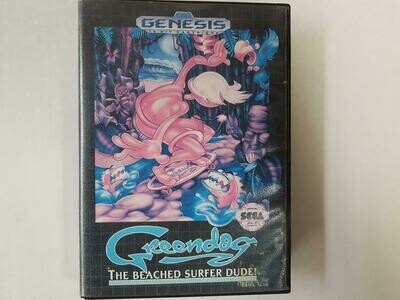 GENESIS
SEGA
Greendog
THE BEACHED SURFER DUDE!